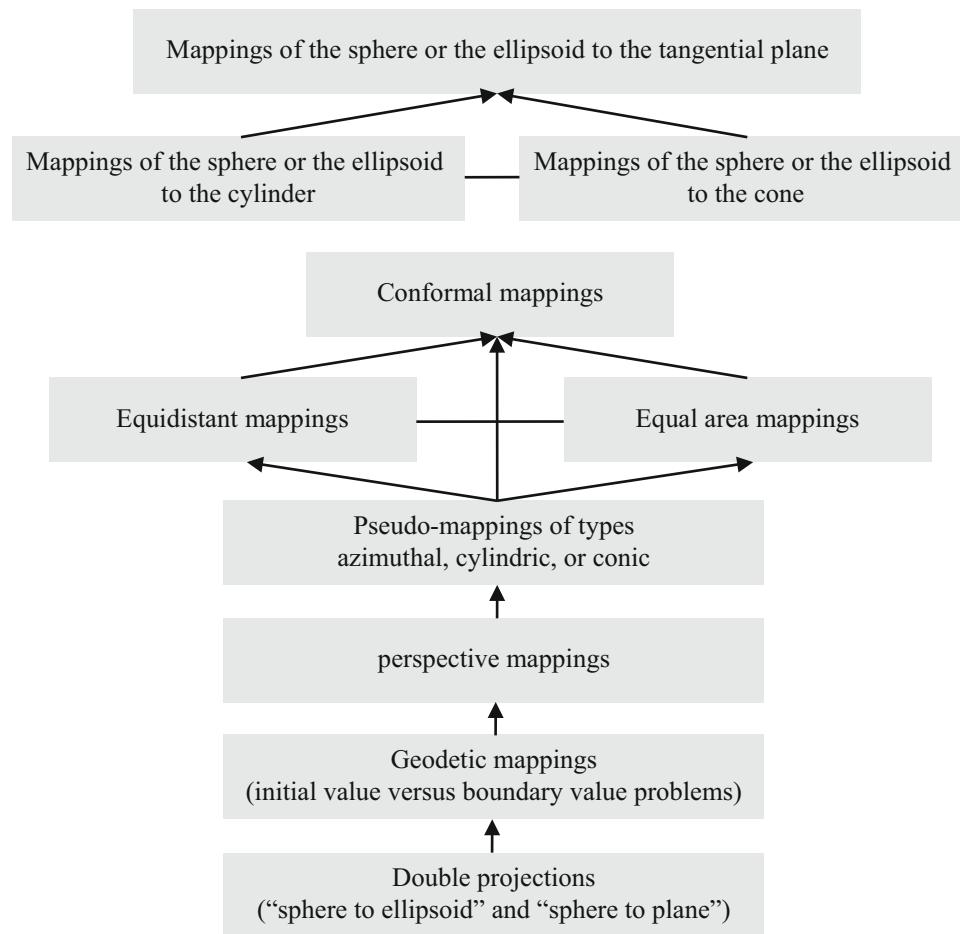 Mappings of the sphere or the ellipsoid to the tangential plane
Mappings of the sphere or the ellipsoid
to the cylinder
Mappings of the sphere or the ellipsoid
to the cone
Conformal mappings
Equidistant mappings
Equal area mappings
Pseudo-mappings of types
azimuthal, cylindric, or conic
perspective mappings
Geodetic mappings
(initial value versus boundary value problems)
Double projections
(“sphere to ellipsoid” and “sphere to plane”)